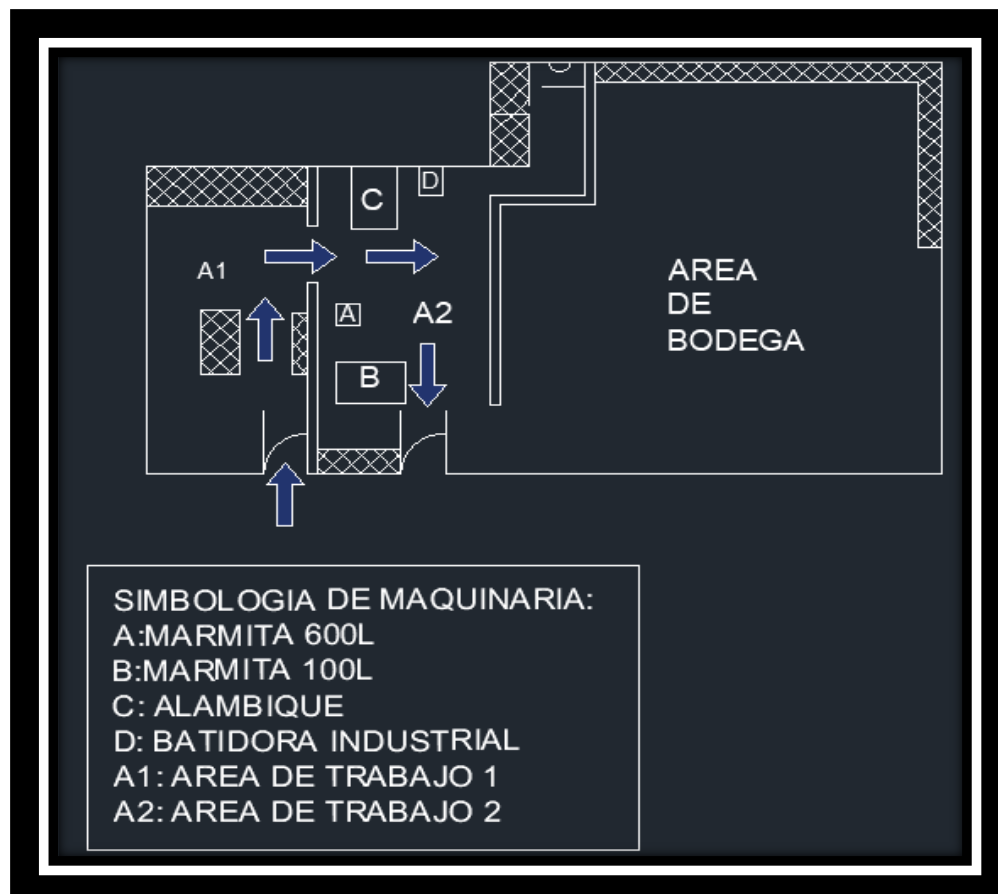 D
C
A1
AREA
DE
BODEGA
A
A2
B
SIMBOLOGIA DE MAQUINARIA:
A:MARMITA 600L
B:MARMITA 100L
C: ALAMBIQUE
D: BATIDORA INDUSTRIAL
A1: AREA DE TRABAJO 1
A2: AREA DE TRABAJO 2